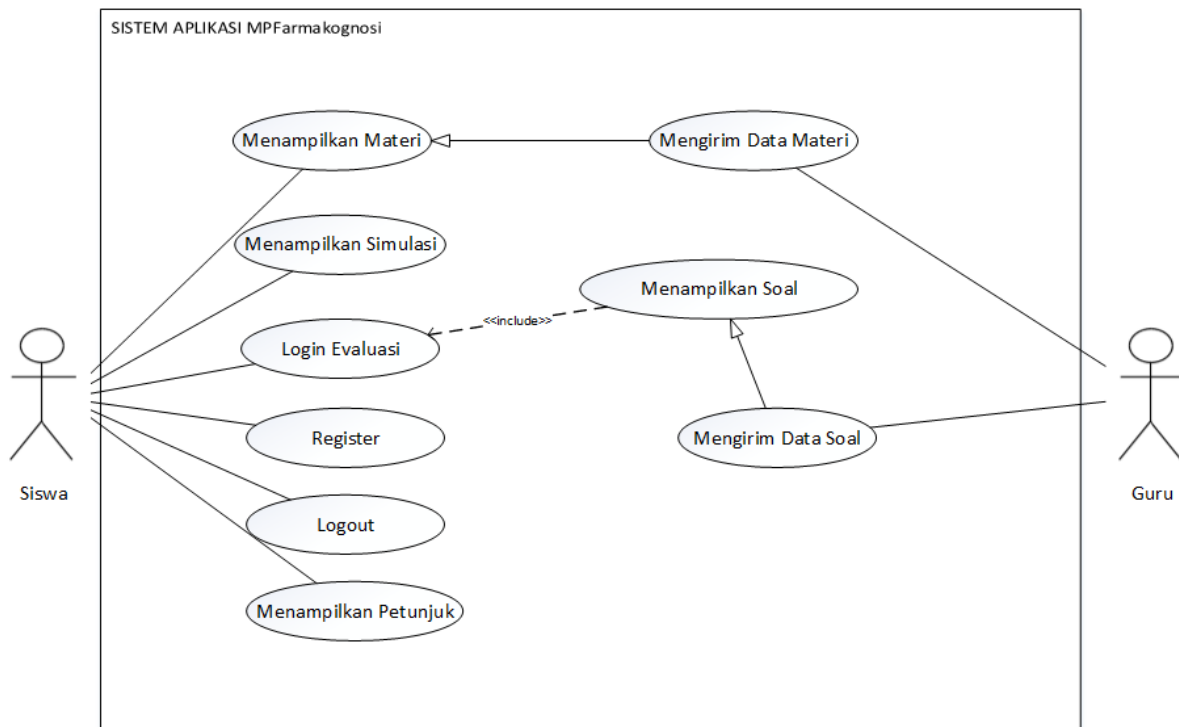 SISTEM APLIKASI MPFarmakognosi
Menampilkan Materi
Mengirim Data Materi
Menampilkan Simulasi
Menampilkan Soal
<<include>>
Login Evaluasi
Register
Mengirim Data Soal
Siswa
Guru
Logout
Menampilkan Petunjuk